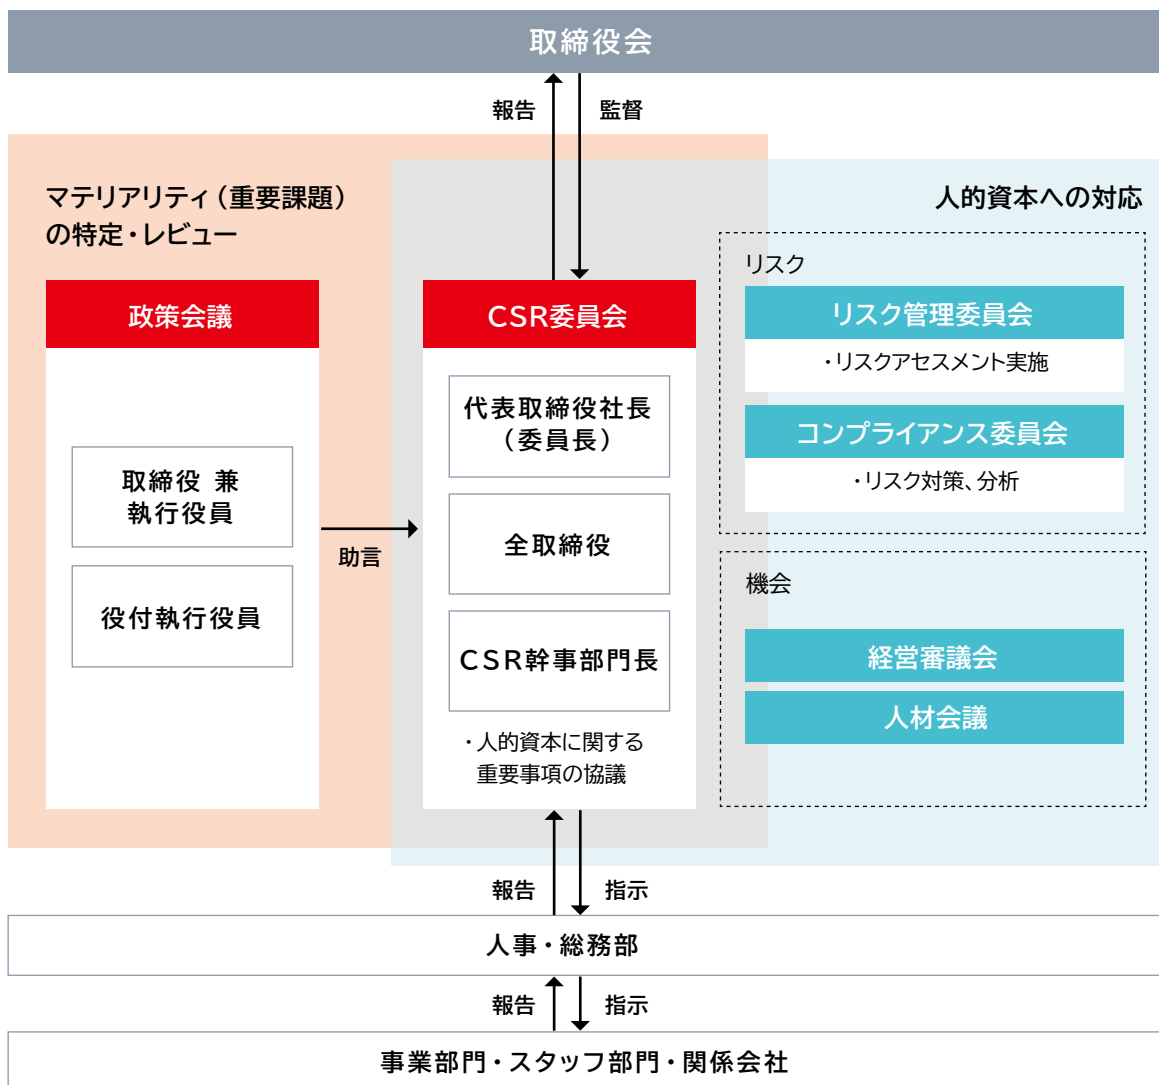 取締役会
報告
監督
マテリアリティ（重要課題）
の特定・レビュー
人的資本への対応
政策会議
取締役 兼
執行役員
役付執行役員
助言
CSR委員会
代表取締役社長
（委員長）
全取締役
CSR幹事部門長
・人的資本に関する
重要事項の協議
リスク
リスク管理委員会
・リスクアセスメント実施
コンプライアンス委員会
・リスク対策、分析
機会
経営審議会
人材会議
報告
指示
人事・総務部
報告
指示
事業部門・スタッフ部門・関係会社